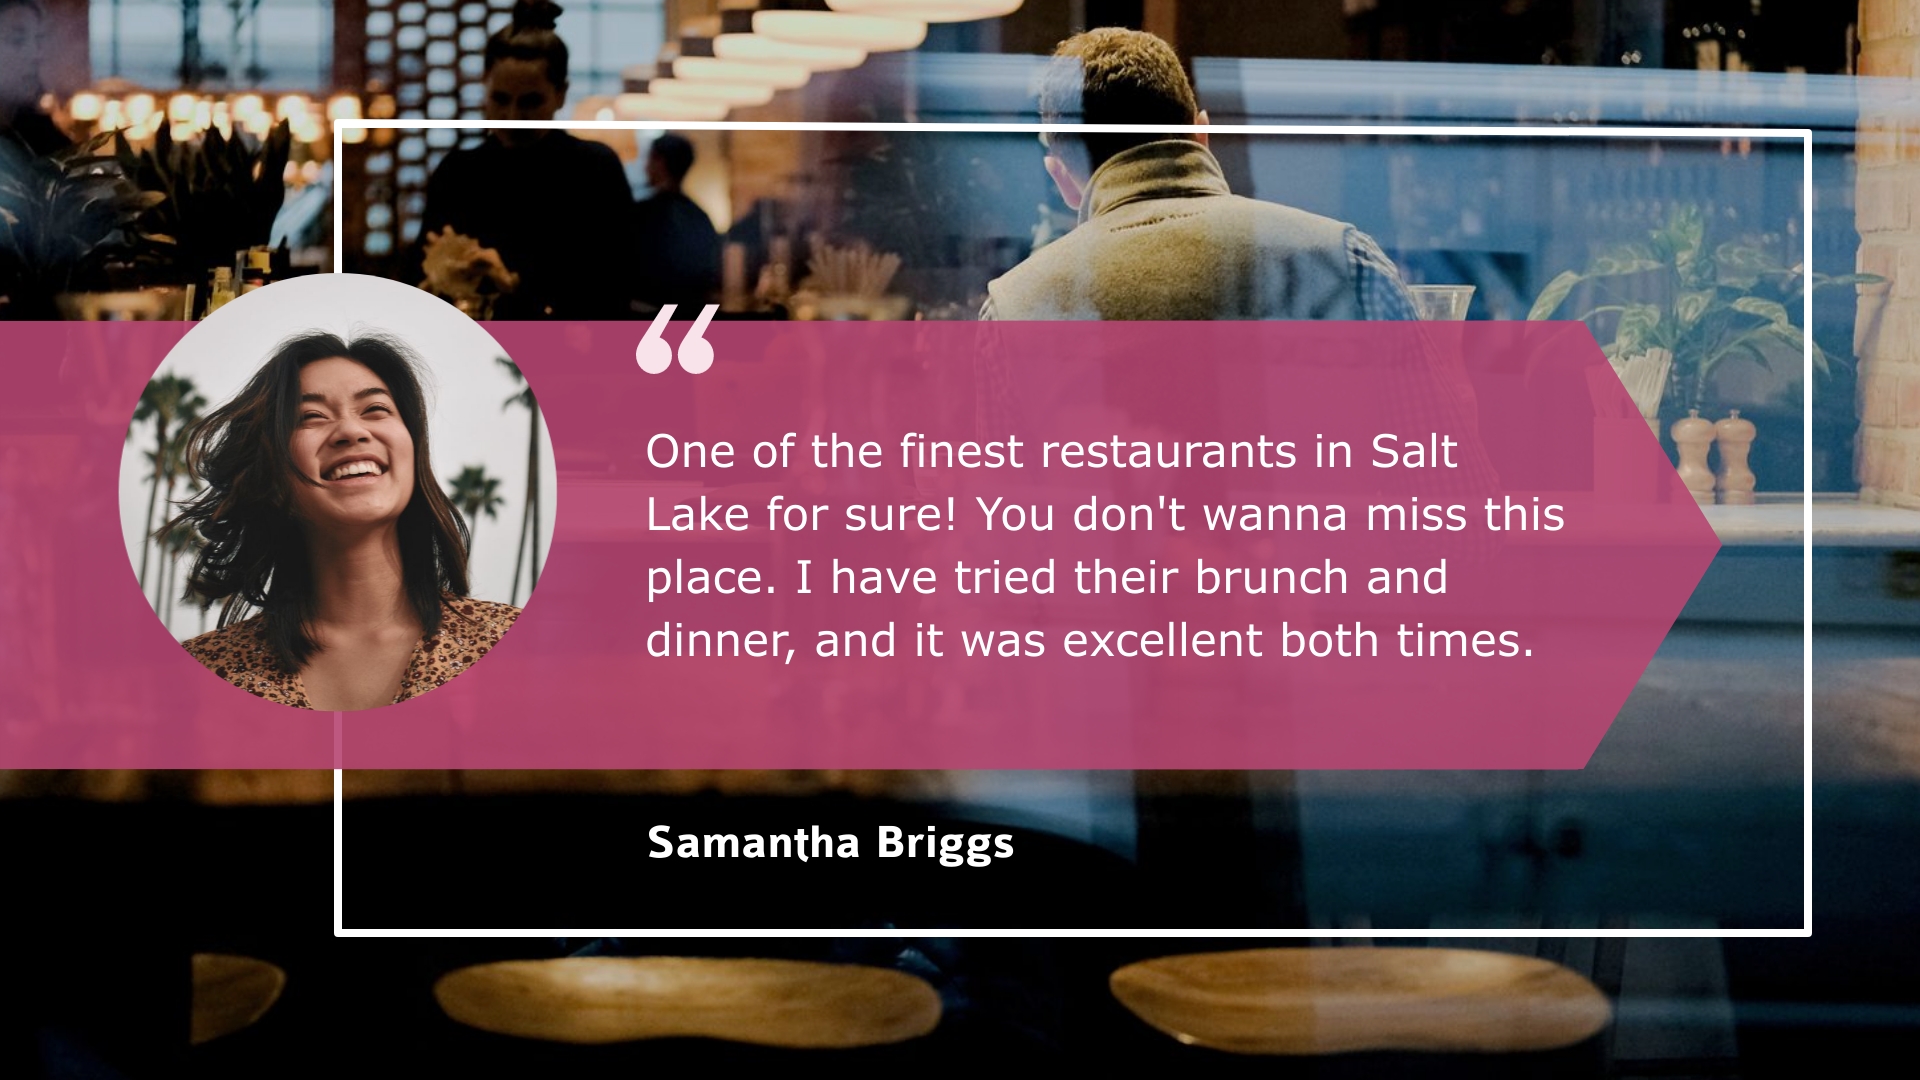 “
One of the finest restaurants in Salt
Lake for sure! You don't wanna miss this
place. I have tried their brunch and
dinner, and it was excellent both times.
Samantha Briggs